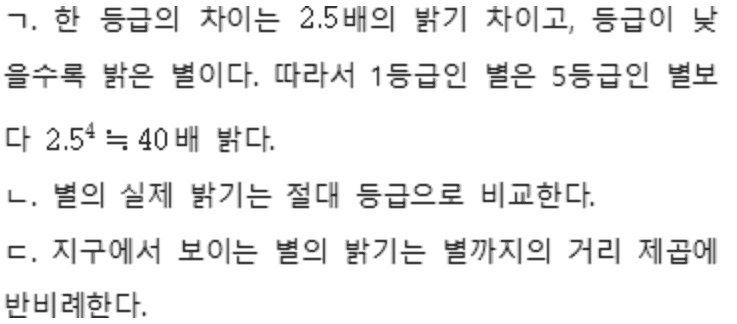 ㄱ. 한 등급의 차이는 2.5배의 밝기 차이고, 등급이 낮
을수록 밝은 별이다. 따라서 1등급인 별은 5등급인 별보
다 2.5⁴≒40배 밝다.
ㄴ. 별의 실제 밝기는 절대 등급으로 비교한다.
ㄷ. 지구에서 보이는 별의 밝기는 별까지의 거리 제곱에
반비례한다.